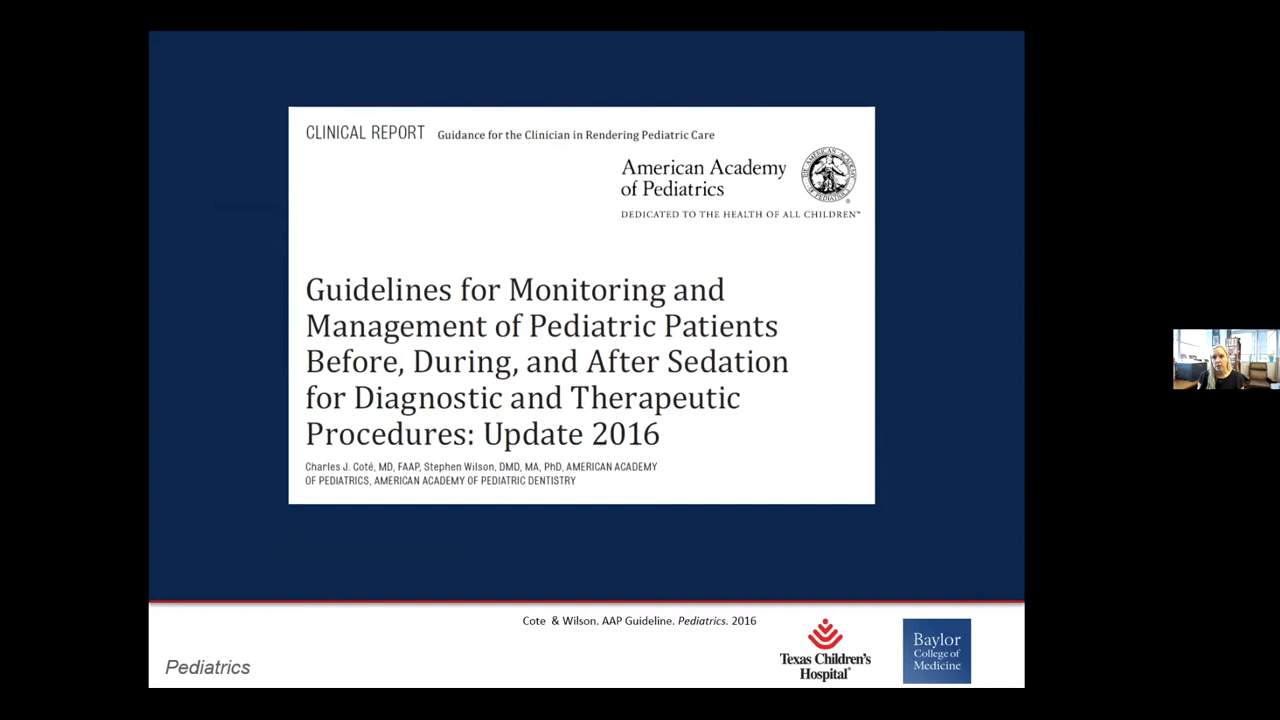 CLINICAL REPORT Guidance for the Clinician in Rendering Pediatric Care
American Academy
of Pediatrics
DEDICATED TO THE HEALTH OF ALL CHILDREN™
Guidelines for Monitoring and
Management of Pediatric Patients
Before, During, and After Sedation
for Diagnostic and Therapeutic
Procedures: Update 2016
Charles J. Coté, MD, FAAP, Stephen Wilson, DMD, MA, PhD, AMERICAN ACADEMY
OF PEDIATRICS, AMERICAN ACADEMY OF PEDIATRIC DENTISTRY
Cote & Wilson. AAP Guideline. Pediatrics. 2016
Pediatrics
Texas Children's
Hospital®
Baylor
College of
Medicine